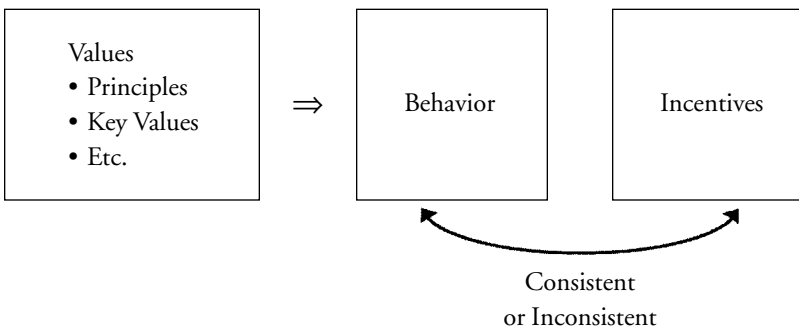 Values
• Principles
• Key Values
• Etc.
⇒
Behavior
Incentives
Consistent
or Inconsistent